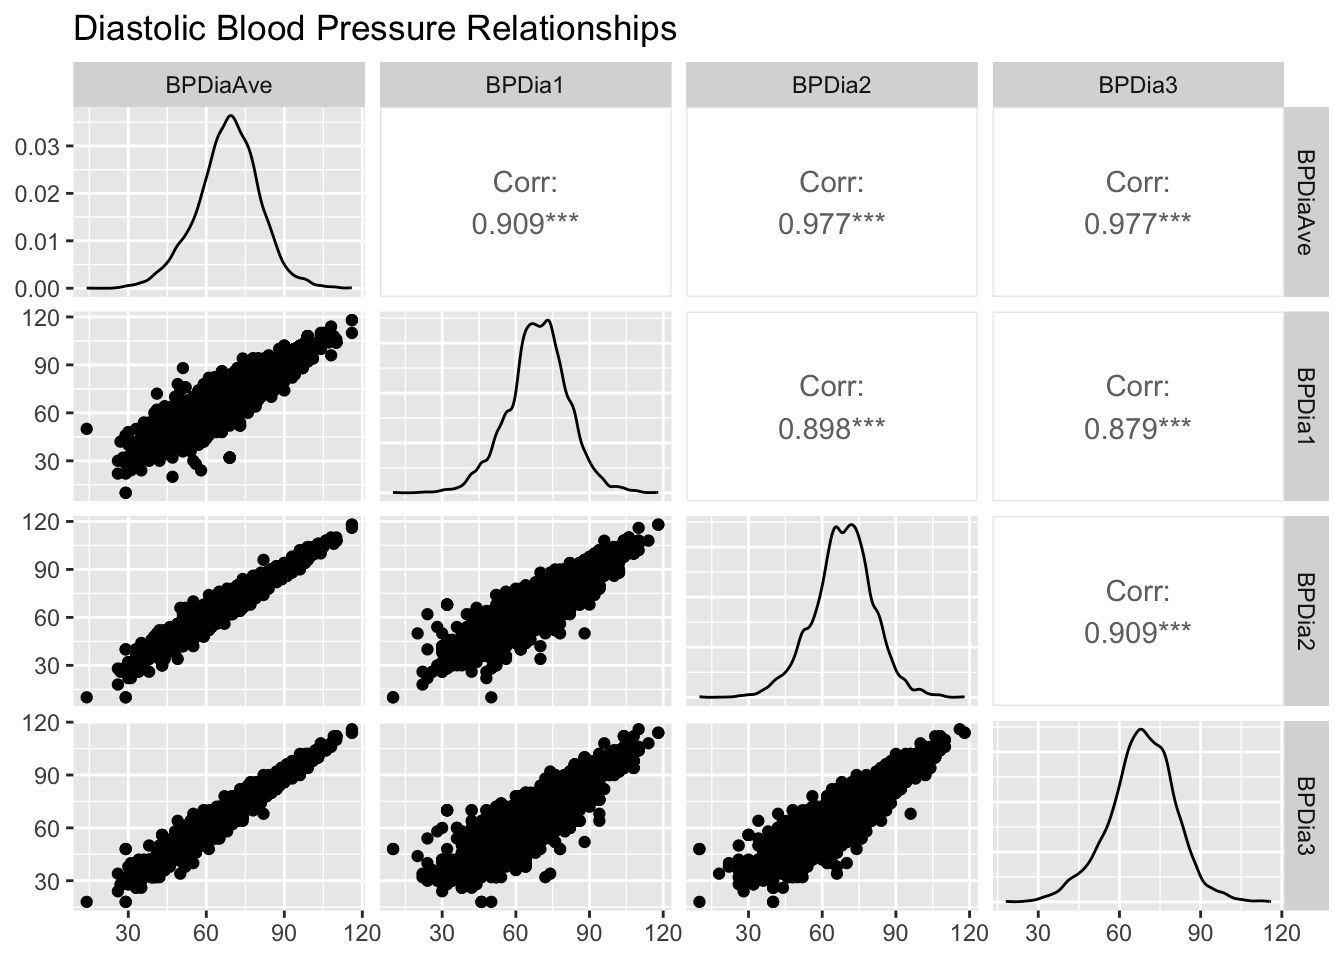 Diastolic Blood Pressure Relationships
BPDiaAve BPDia1 BPDia2 BPDia3
0.03
0.02
0.01
0.00
Corr:
0.909***
Corr:
0.977***
Corr:
0.977***
BPDiaAve
120
90
60
30
Corr:
0.898***
Corr:
0.879***
BPDia1
120
90
60
30
Corr:
0.909***
BPDia2
120
90
60
30
BPDia3
30 60 90 120 30 60 90 120 30 60 90 120 30 60 90 120